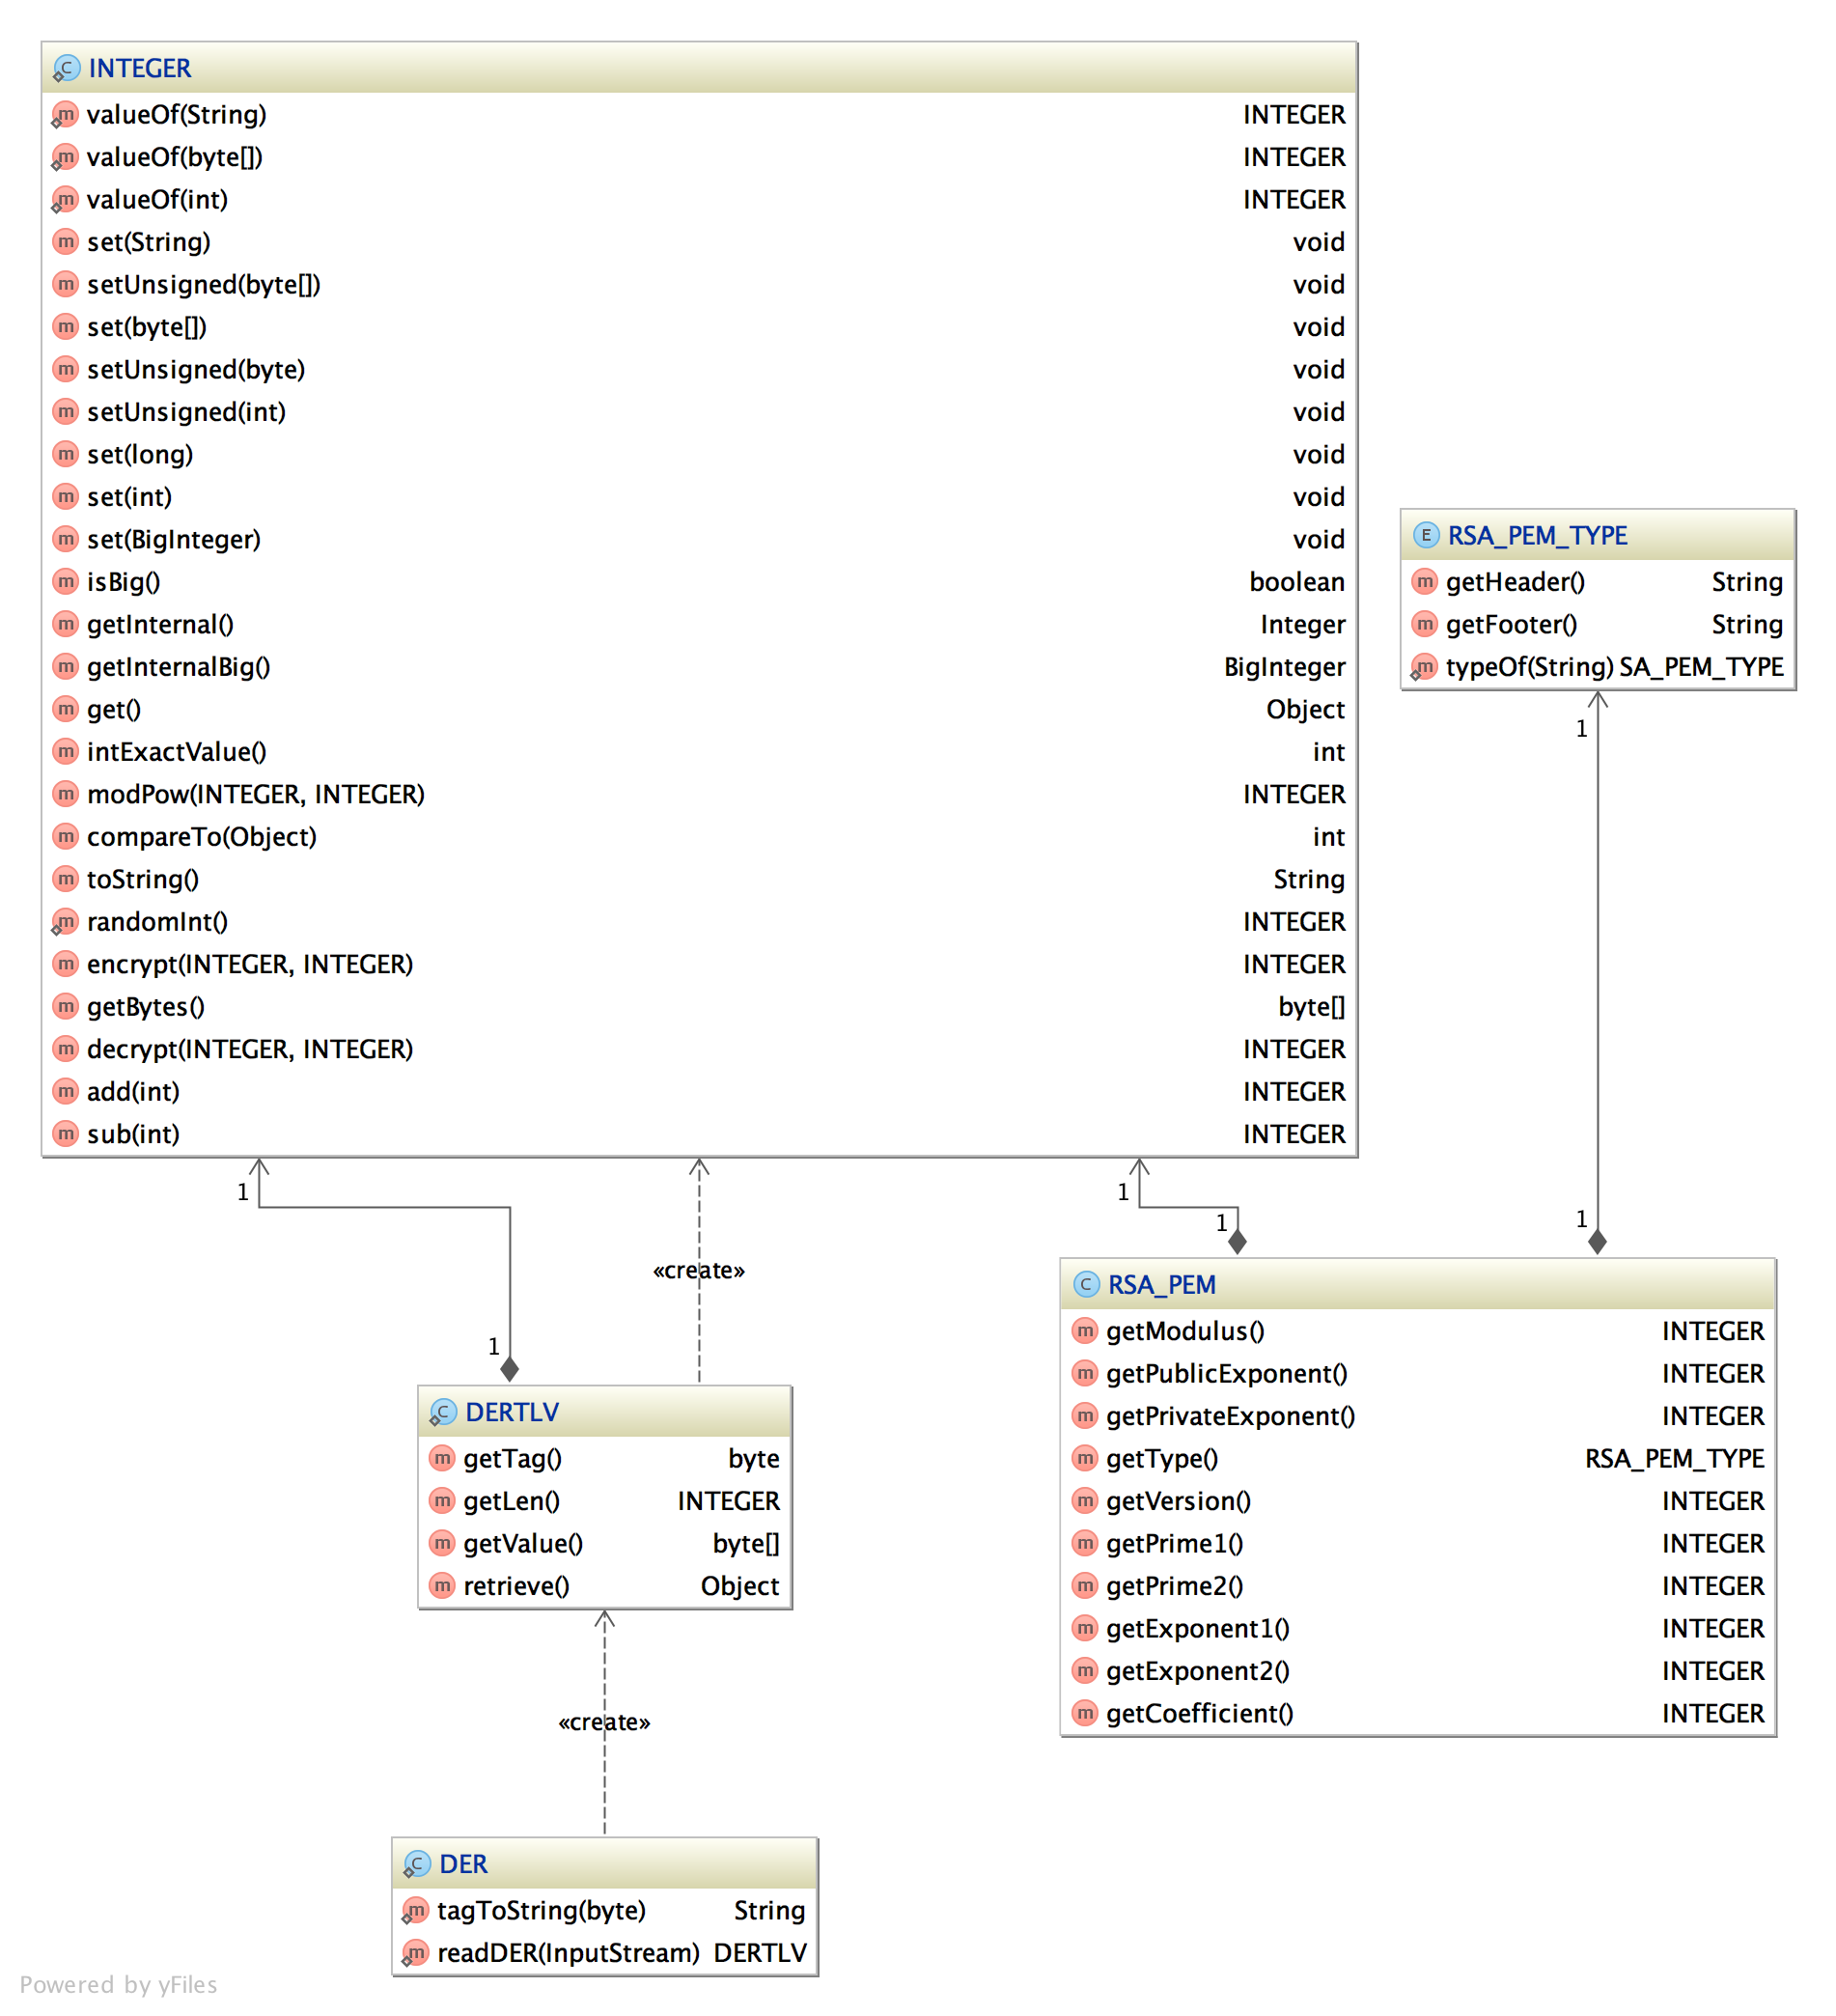 INTEGER
valueOf(String) INTEGER
valueOf(byte[]) INTEGER
valueOf(int) INTEGER
set(String) void
setUnsigned(byte[]) void
set(byte[]) void
setUnsigned(byte) void
setUnsigned(int) void
set(long) void
set(int) void
set(BigInteger) void
isBig() boolean
getInternal() Integer
getInternalBig() BigInteger
get() Object
intExactValue() int
modPow(INTEGER, INTEGER) INTEGER
compareTo(Object) int
toString() String
randomInt() INTEGER
encrypt(INTEGER, INTEGER) INTEGER
getBytes() byte[]
decrypt(INTEGER, INTEGER) INTEGER
add(int) INTEGER
sub(int) INTEGER
RSA_PEM_TYPE
getHeader() String
getFooter() String
typeOf(String) SA_PEM_TYPE
1
1
1
1
1
1
«create»
RSA_PEM
getModulus() INTEGER
getPublicExponent() INTEGER
getPrivateExponent() INTEGER
getType() RSA_PEM_TYPE
getVersion() INTEGER
getPrime1() INTEGER
getPrime2() INTEGER
getExponent1() INTEGER
getExponent2() INTEGER
getCoefficient() INTEGER
DERTLV
getTag() byte
getLen() INTEGER
getValue() byte[]
retrieve() Object
«create»
DER
tagToString(byte) String
readDER(InputStream) DERTLV
Powered by yFiles